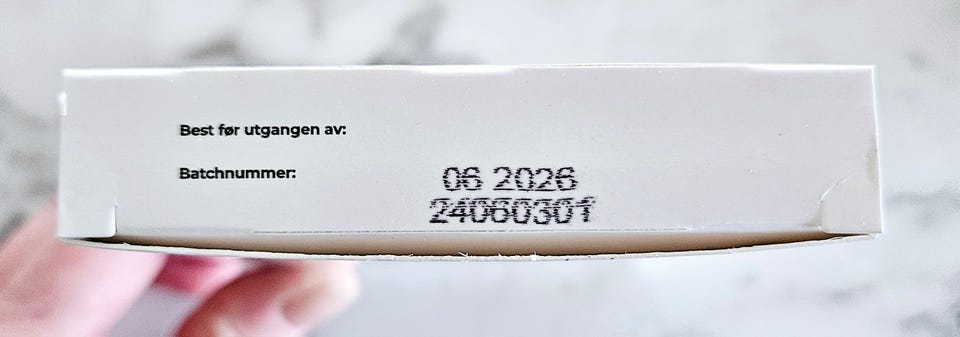 Best før utgangen av:
Batchnummer:
06 2026
24060301